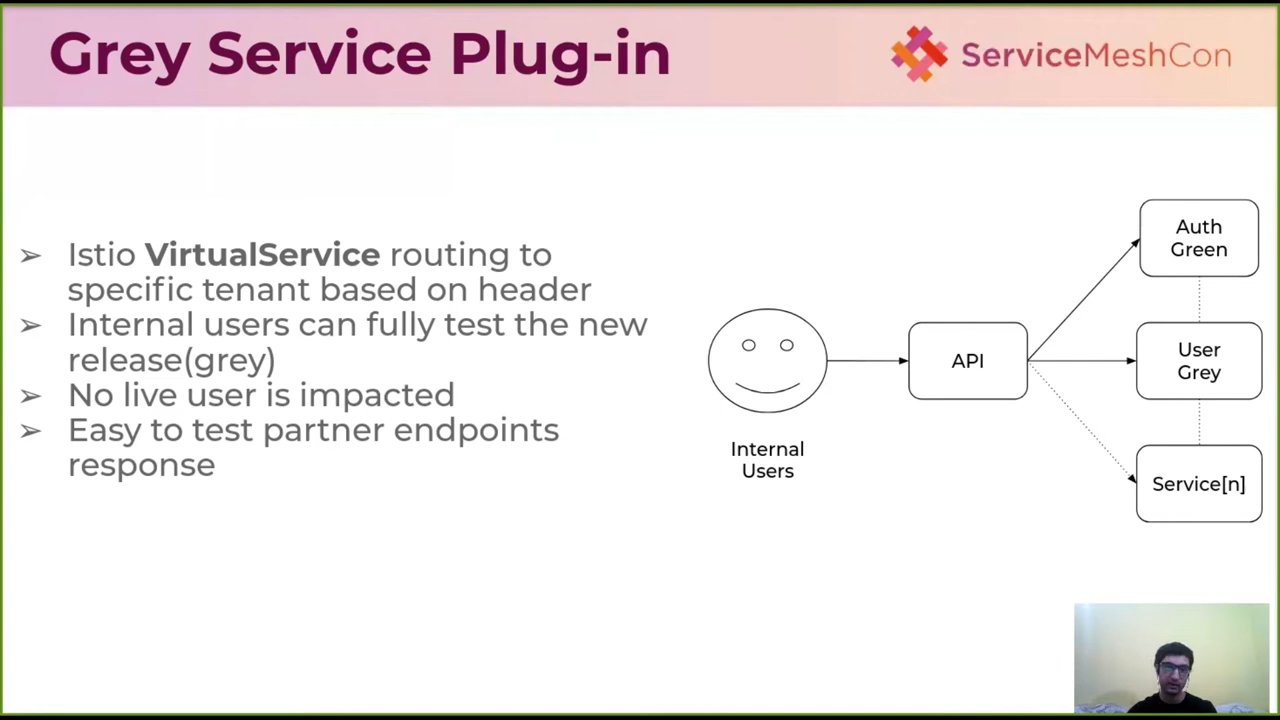 Grey Service Plug-in
ServiceMeshCon
➢ Istio VirtualService routing to
specific tenant based on header
➢ Internal users can fully test the new
release(grey)
➢ No live user is impacted
➢ Easy to test partner endpoints
response
Internal
Users
API
Auth
Green
User
Grey
Service[n]